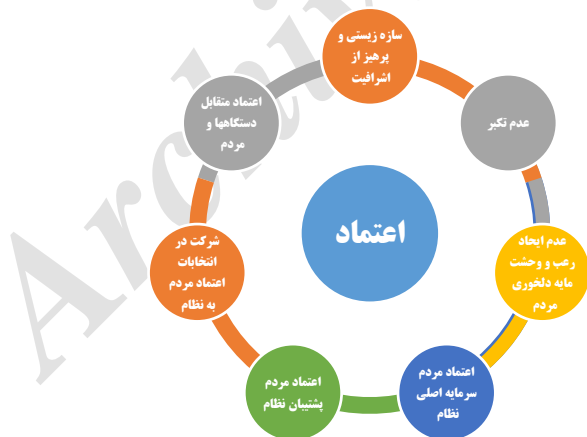 سازه زیستی و
پرهیز از
اشرافیت
عدم تکبر
عدم ایجاد
رعب و وحشت
مایه دلخوری
مردم
اعتماد مردم
سرمایه اصلی
نظام
اعتماد مردم
پشتیبان نظام
شرکت در
انتخابات
اعتماد مردم
به نظام
اعتماد متقابل
دستگاهها و
مردم
اعتماد